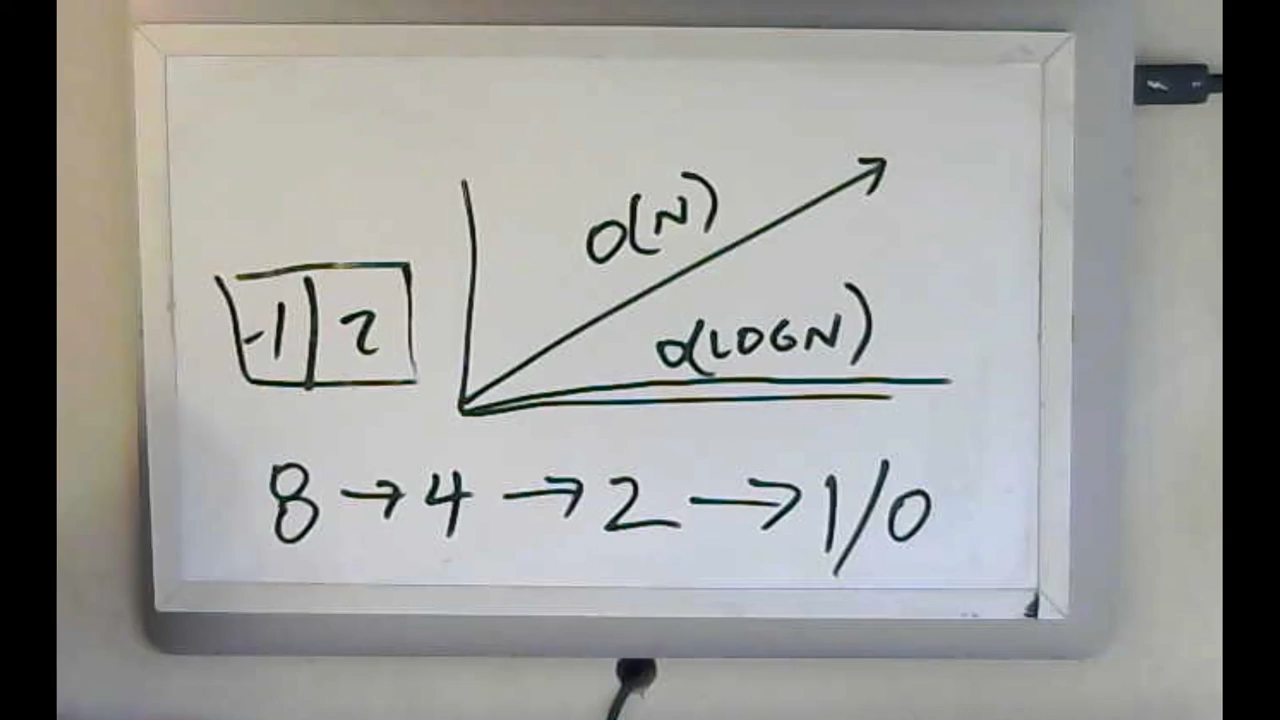 O(N)
-1 2
O(LOGN)
8 → 4 → 2 → 1/0